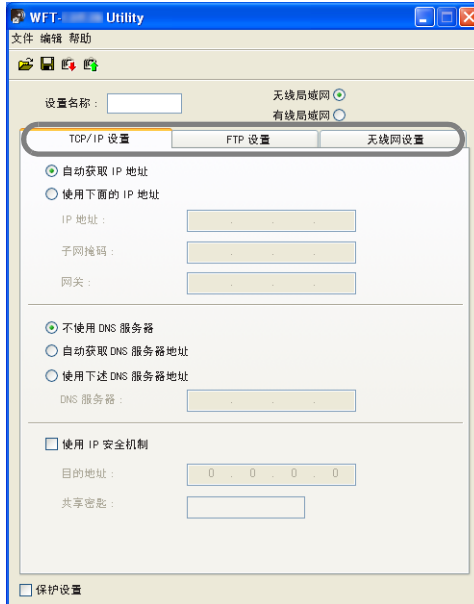 WFT- Utility
文件 编辑 帮助
设置名称：
无线局域网
有线局域网
TCP/IP 设置 FTP 设置 无线网设置
自动获取 IP 地址
使用下面的 IP 地址
IP 地址：
子网掩码：
网关：
不使用 DNS 服务器
自动获取 DNS 服务器地址
使用下述 DNS 服务器地址
DNS 服务器：
使用 IP 安全机制
目的地址： 0 . 0 . 0 . 0
共享密匙：
保护设置